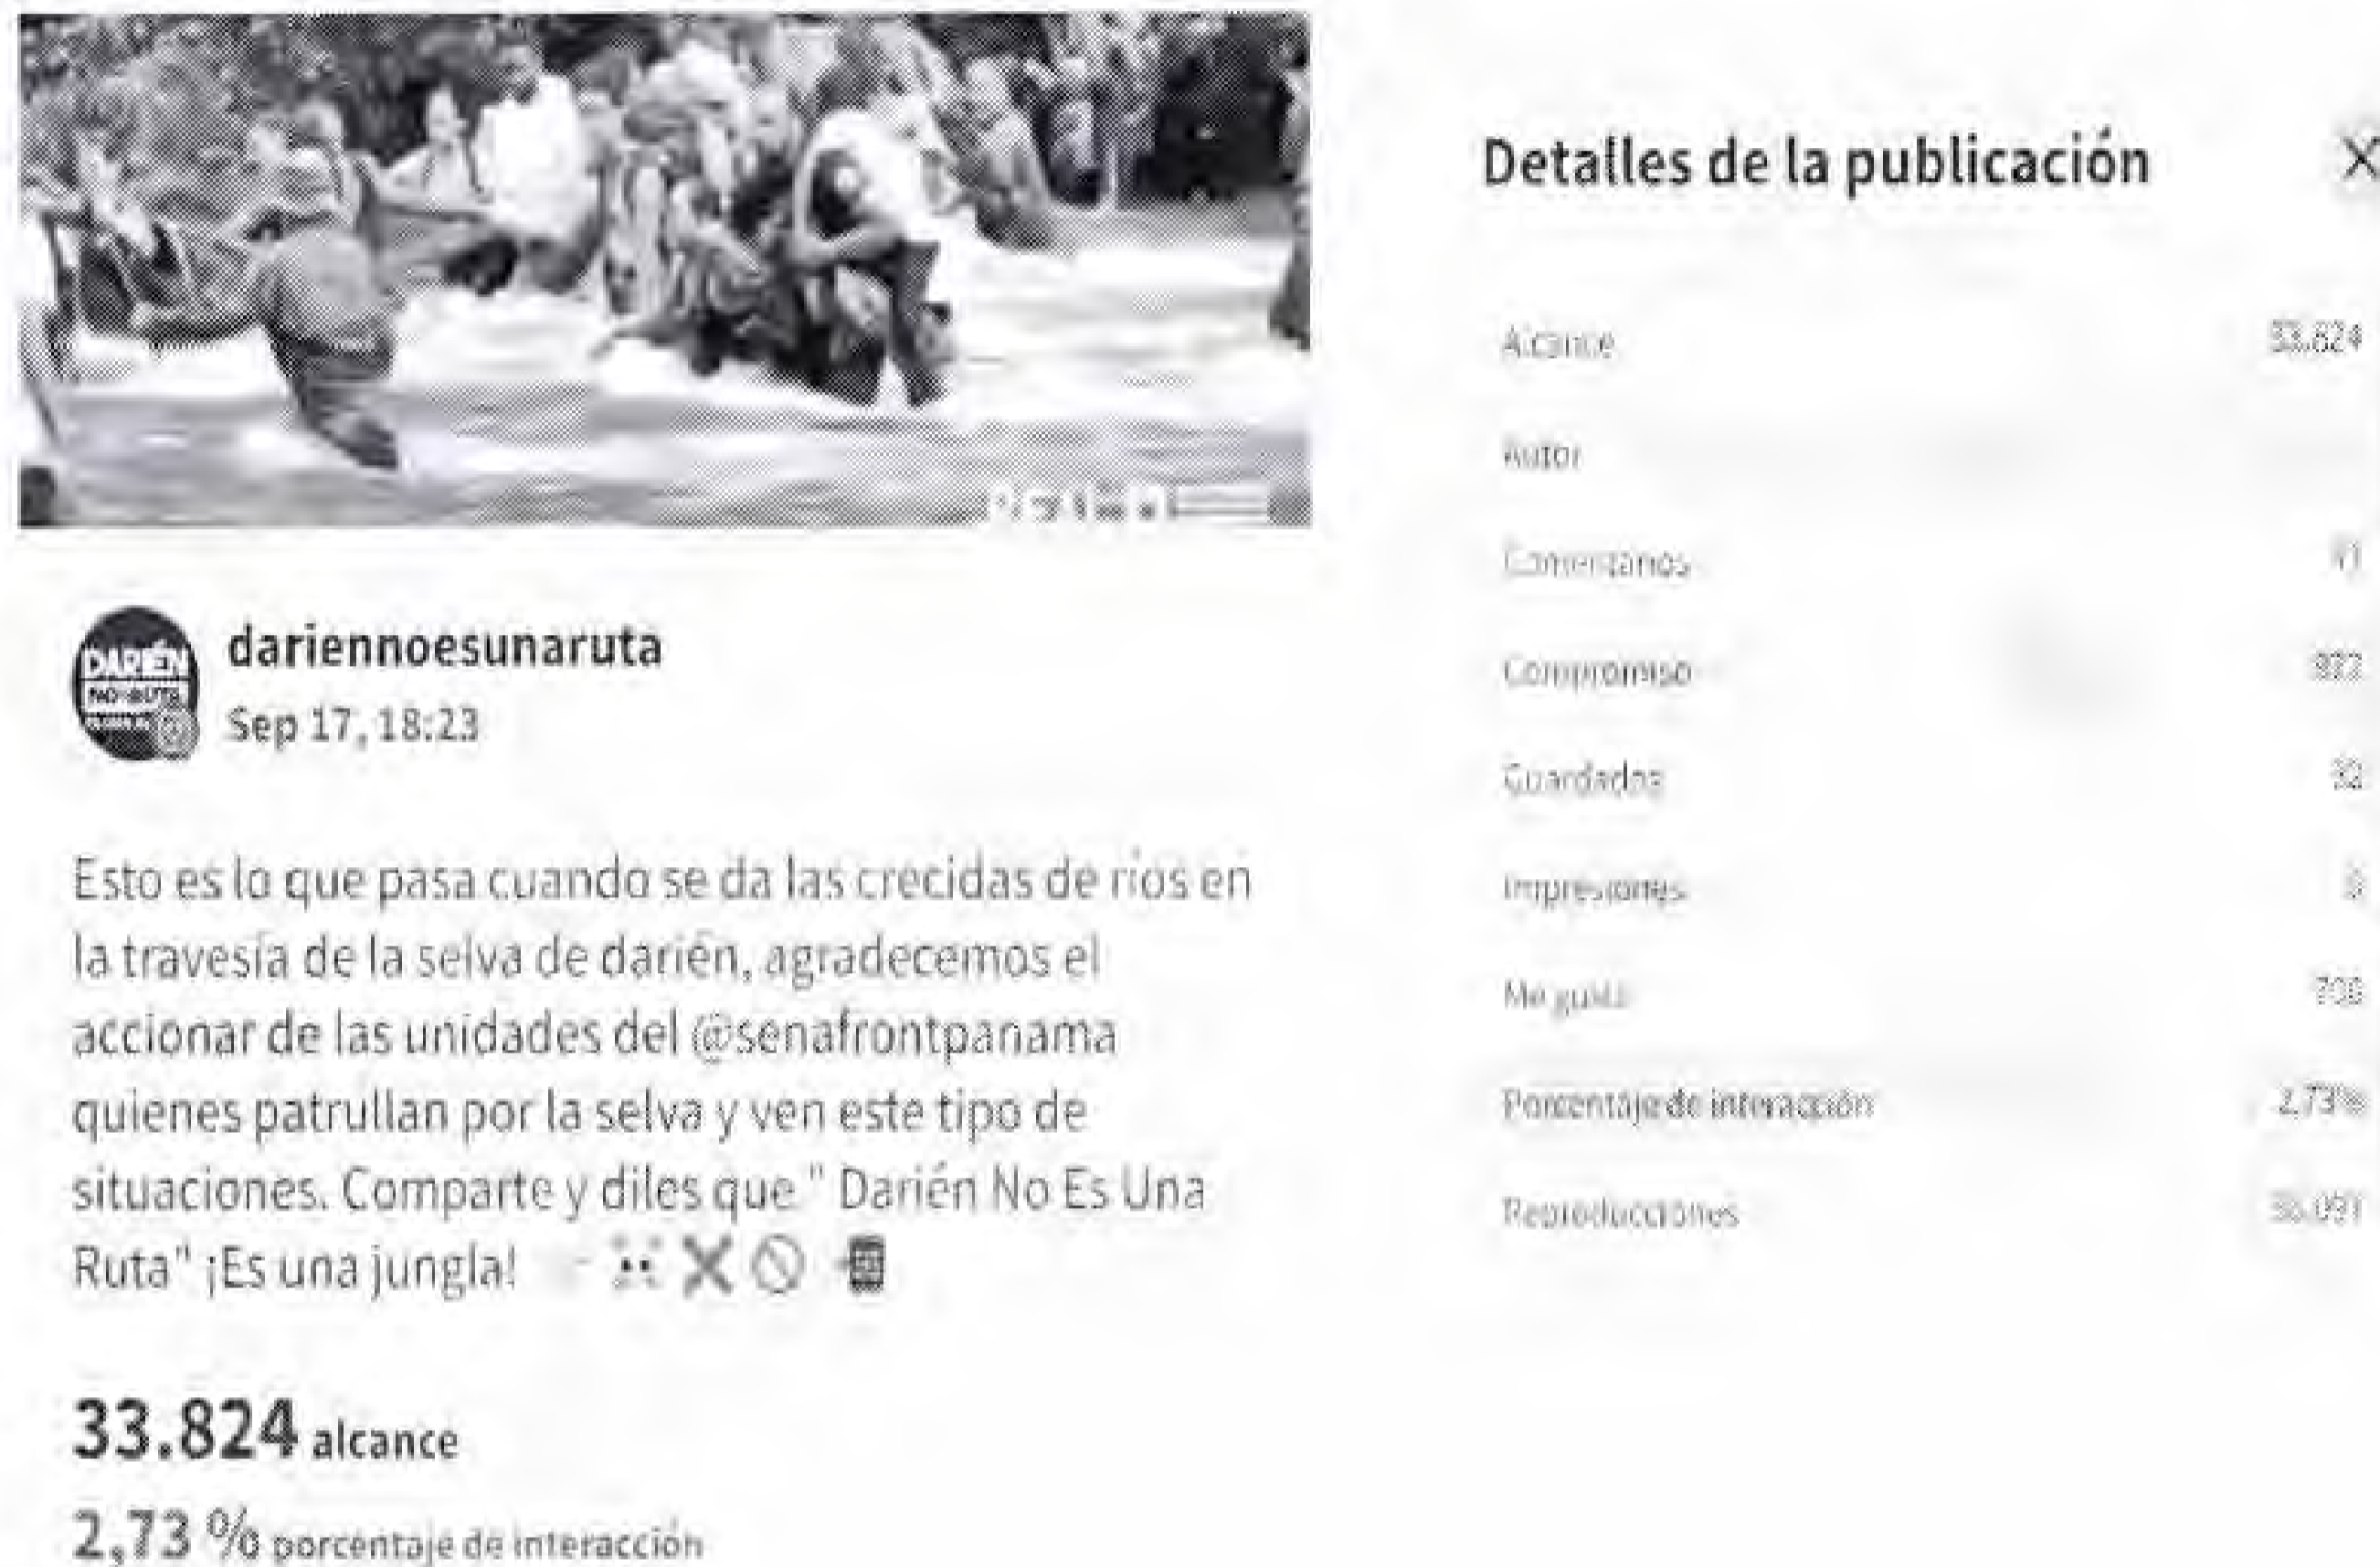 Detalles de la publicación
X
Alcance 33.824
Autor
Comentarios
Compromiso
Guardados
Impresiones 0
Me gusta
Porcentaje de interacción 2,73%
Reproducciones
DARIÉN
dariennoesunaruta
Sep 17, 18:23
Esto es lo que pasa cuando se da las crecidas de ríos en
la travesía de la selva de darién, agradecemos el
accionar de las unidades del @senafrontpanama
quienes patrullan por la selva y ven este tipo de
situaciones. Comparte y diles que " Darién No Es Una
Ruta" ¡Es una jungla!
33.824 alcance
2,73 % porcentaje de interacción